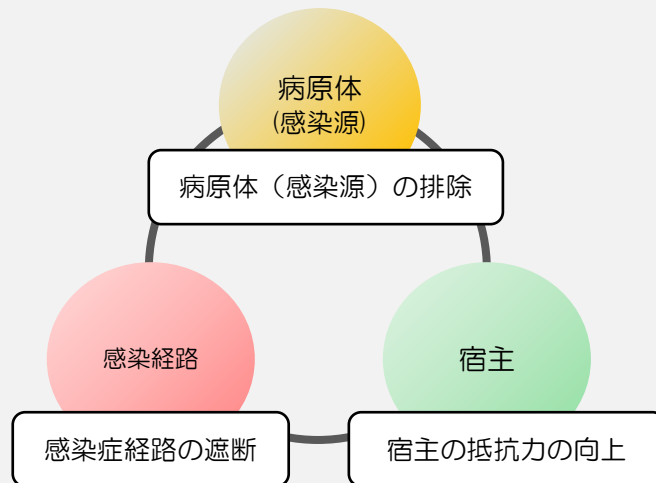 病原体
(感染源)
病原体（感染源）の排除
感染経路
宿主
感染症経路の遮断
宿主の抵抗力の向上